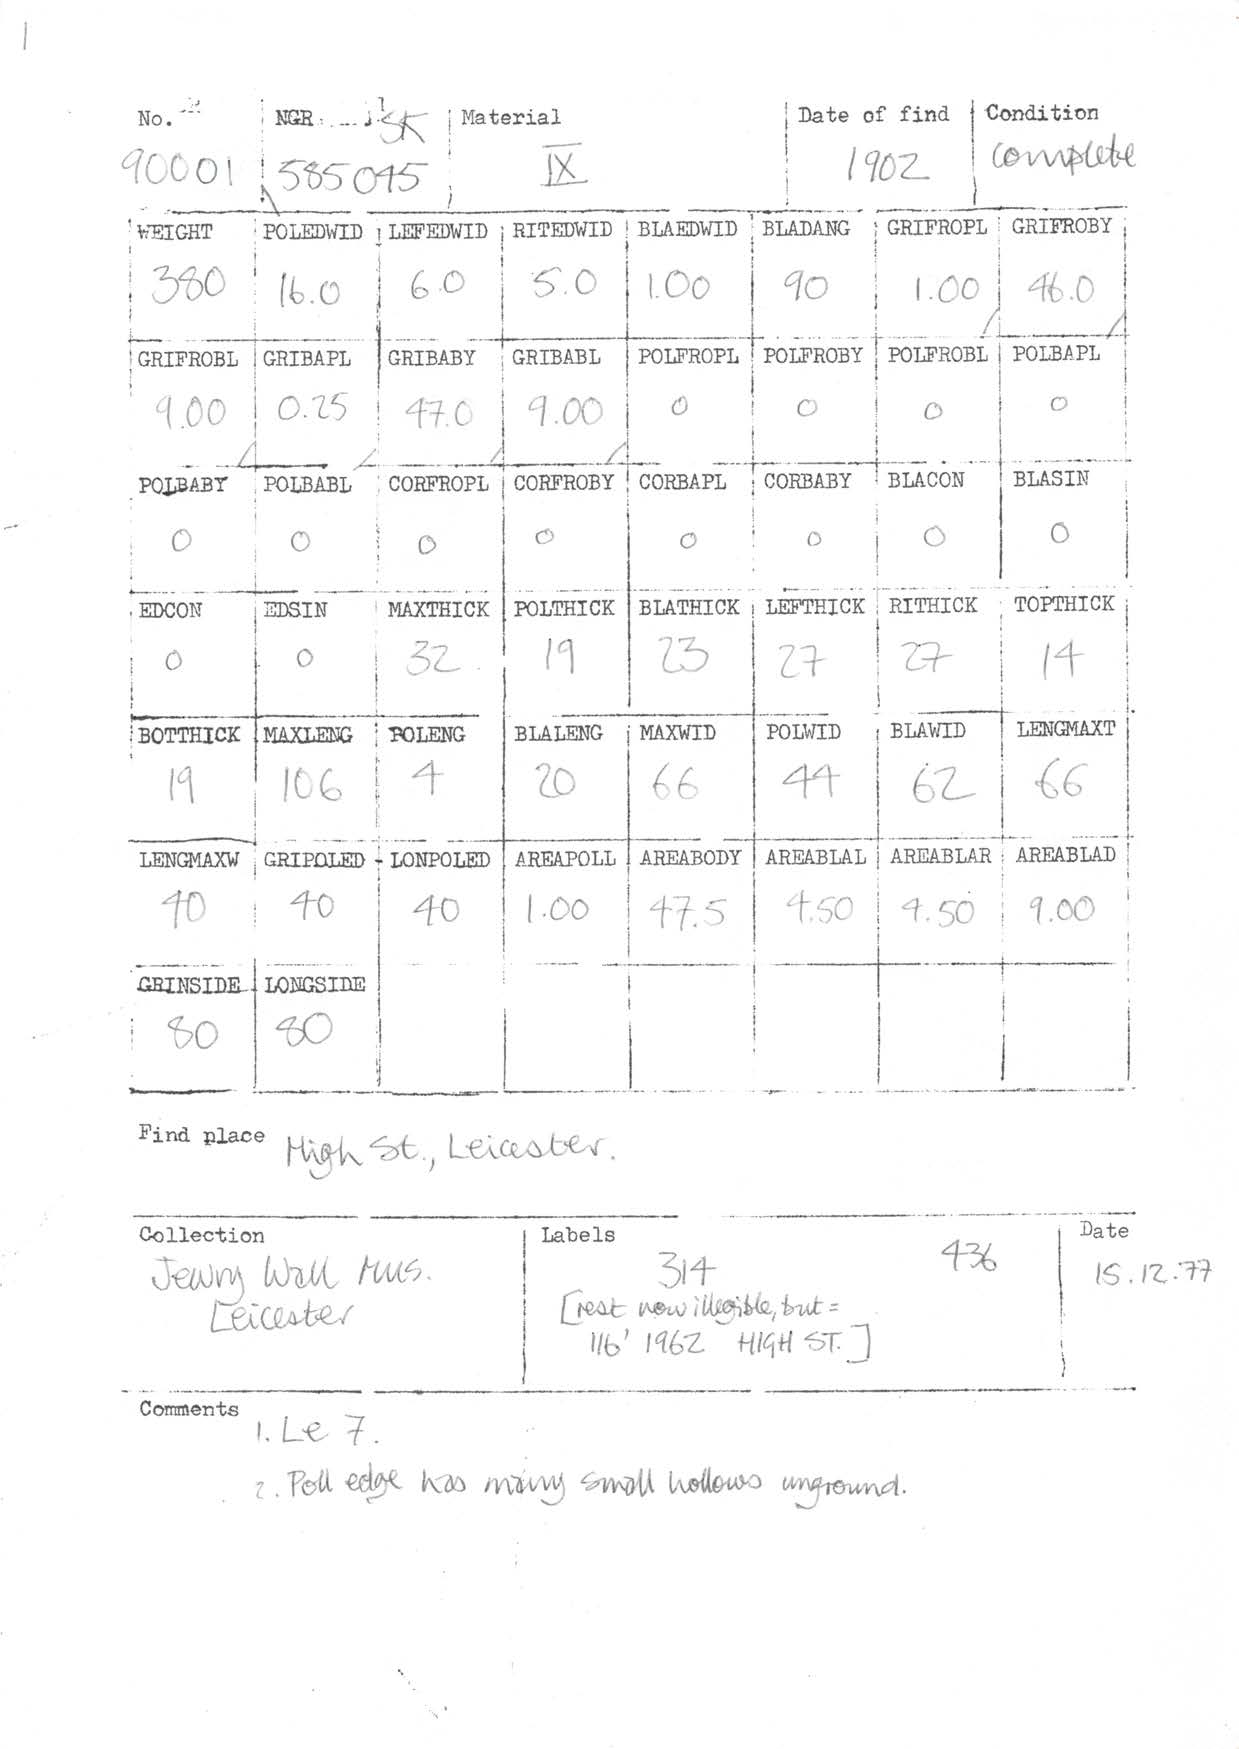 1
No. NGR SK Material Date of find Condition
90001 585045 IX 1902 complete
WEIGHT POLEDWID LEFEDWID RITEDWID BLAEDWID BLADANG GRIFROPL GRIFROBY
380 16.0 6.0 5.0 1.00 90 1.00 46.0
GRIFROBL GRIBAPL GRIBABY GRIBABL POLFROPL POLFROBY POLFROBL POLBAPL
9.00 0.25 47.0 9.00 0 0 0 0
POLBABY POLBABL CORFROPL CORFROBY CORBAPL CORBABY BLACON BLASIN
0 0 0 0 0 0 0 0
EDCON EDSIN MAXTHICK POLTHICK BLATHICK LEFTHICK RITHICK TOPTHICK
0 0 32 19 23 27 27 14
BOTTHICK MAXLENG POLENG BLALENG MAXWID POLWID BLAWID LENGMAXT
19 106 4 20 66 44 62 66
LENGMAXW GRIPOLED LONPOLED AREAPOLL AREABODY AREABLAL AREABLAR AREABLAD
40 40 40 1.00 47.5 4.50 4.50 9.00
GRINSIDE LONGSIDE
80 80
Find place High St., Leicester.
Collection Labels Date
Jewry Wall Mus. 314 436 15.12.77
Leicester [rest now illegible, but =
116' 1962 HIGH ST.]
Comments
1. Le 7.
2. Poll edge has many small hollows unground.